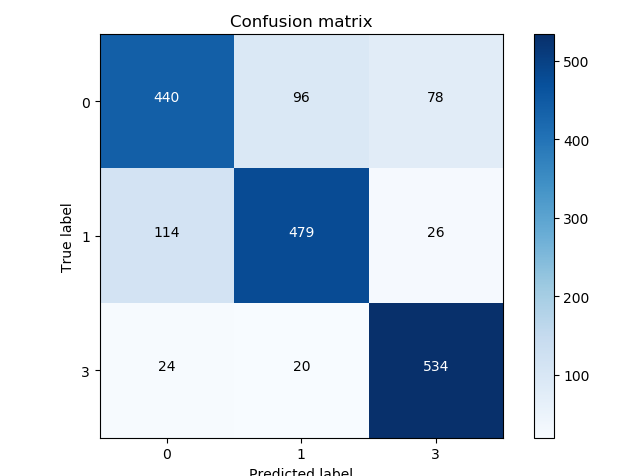 Confusion matrix
True label
0 440 96 78
1 114 479 26
3 24 20 534
0 1 3
Predicted label
500
400
300
200
100